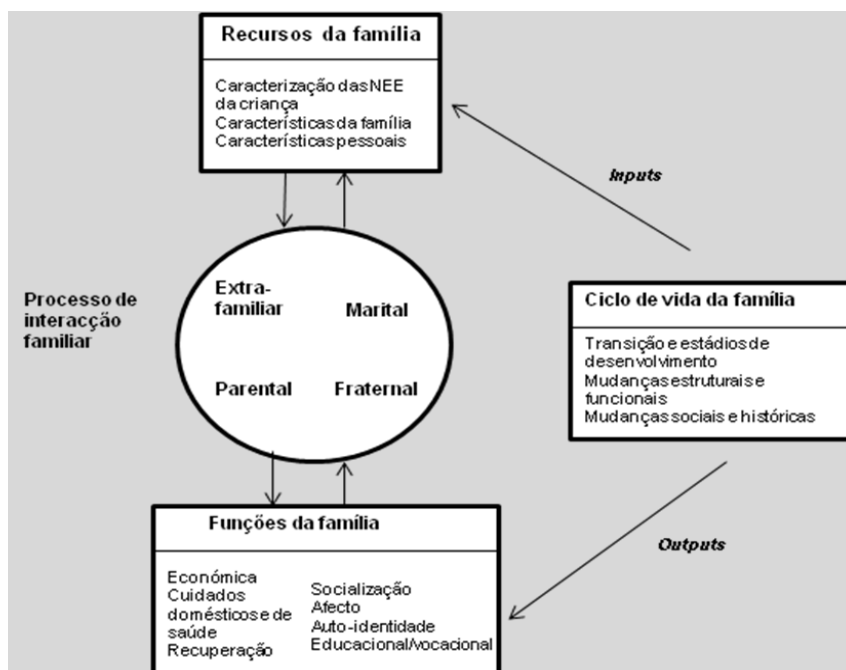 Recursos da família
Caracterização das NEE
da criança
Características da família
Características pessoais
Inputs
Processo de
interacção
familiar
Extra-
familiar
Marital
Parental
Fraternal
Ciclo de vida da família
Transição e estádios de
desenvolvimento
Mudanças estruturais e
funcionais
Mudanças sociais e históricas
Outputs
Funções da família
Económica
Cuidados
domésticos e de
saúde
Recuperação
Socialização
Afecto
Auto-identidade
Educacional/vocacional